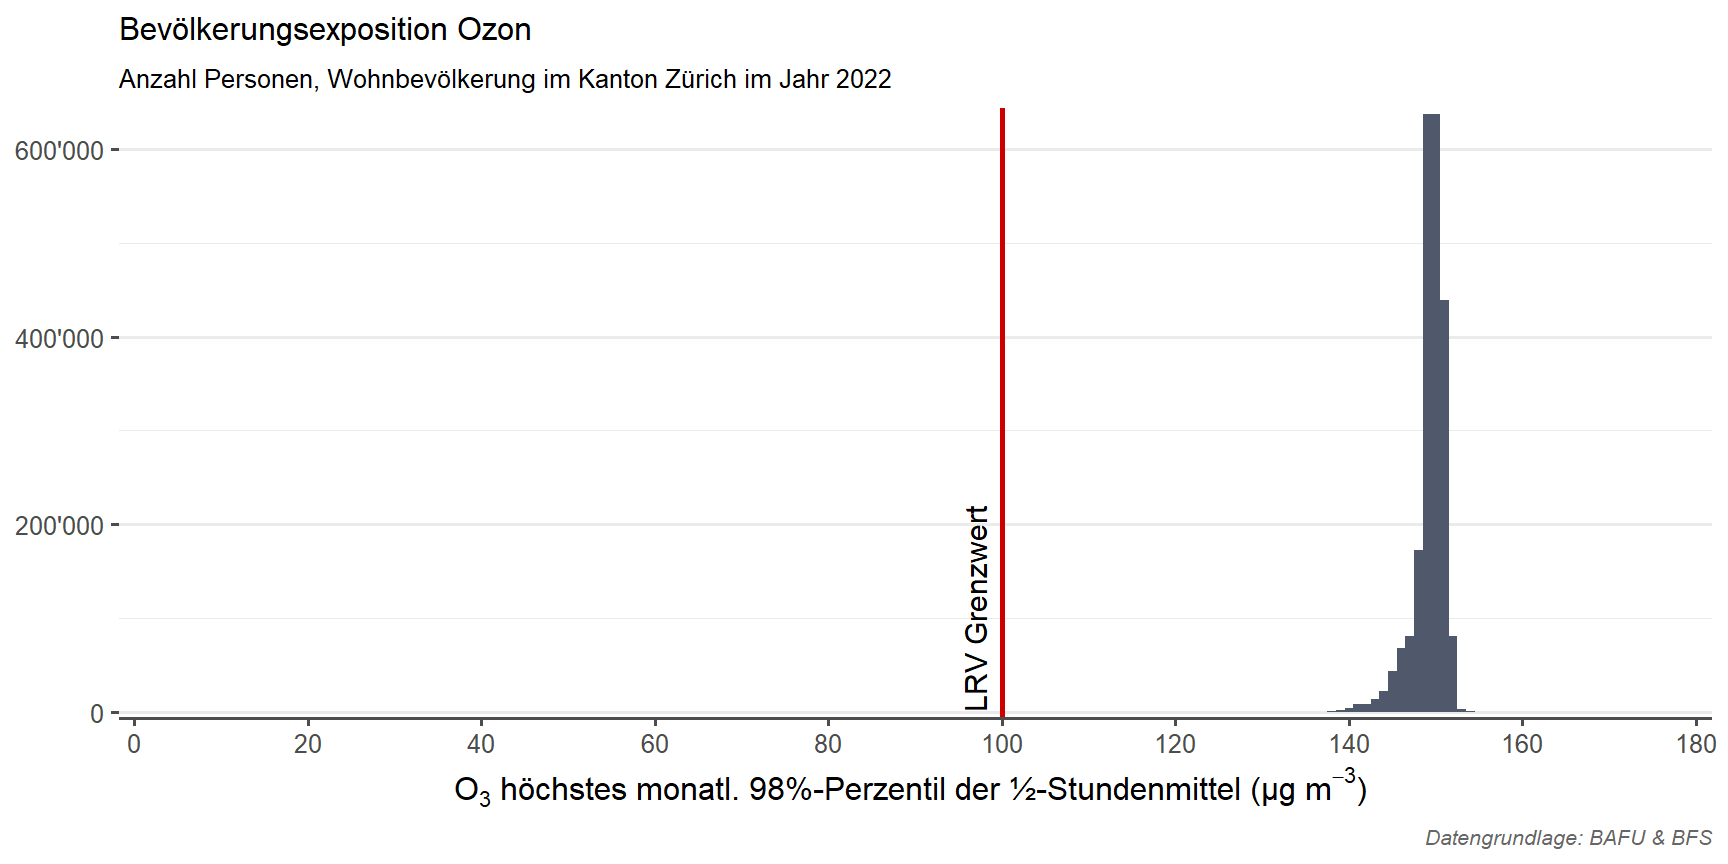 Bevölkerungsexposition Ozon
Anzahl Personen, Wohnbevölkerung im Kanton Zürich im Jahr 2022
600'000
400'000
200'000
0
LRV Grenzwert
0 20 40 60 80 100 120 140 160 180
O₃ höchstes monatl. 98%-Perzentil der ½-Stundenmittel (µg m⁻³)
Datengrundlage: BAFU & BFS